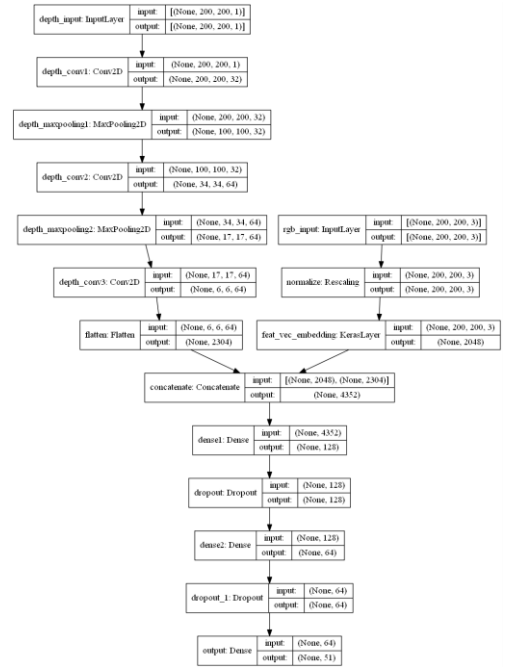 depth_input: InputLayer
input: [(None, 200, 200, 1)]
output: [(None, 200, 200, 1)]
depth_conv1: Conv2D
input: (None, 200, 200, 1)
output: (None, 200, 200, 32)
depth_maxpooling1: MaxPooling2D
input: (None, 200, 200, 32)
output: (None, 100, 100, 32)
depth_conv2: Conv2D
input: (None, 100, 100, 32)
output: (None, 34, 34, 64)
depth_maxpooling2: MaxPooling2D
input: (None, 34, 34, 64)
output: (None, 17, 17, 64)
rgb_input: InputLayer
input: [(None, 200, 200, 3)]
output: [(None, 200, 200, 3)]
depth_conv3: Conv2D
input: (None, 17, 17, 64)
output: (None, 6, 6, 64)
normalize: Rescaling
input: (None, 200, 200, 3)
output: (None, 200, 200, 3)
flatten: Flatten
input: (None, 6, 6, 64)
output: (None, 2304)
feat_vec_embedding: KerasLayer
input: (None, 200, 200, 3)
output: (None, 2048)
concatenate: Concatenate
input: [(None, 2048), (None, 2304)]
output: (None, 4352)
dense1: Dense
input: (None, 4352)
output: (None, 128)
dropout: Dropout
input: (None, 128)
output: (None, 128)
dense2: Dense
input: (None, 128)
output: (None, 64)
dropout_1: Dropout
input: (None, 64)
output: (None, 64)
output: Dense
input: (None, 64)
output: (None, 51)